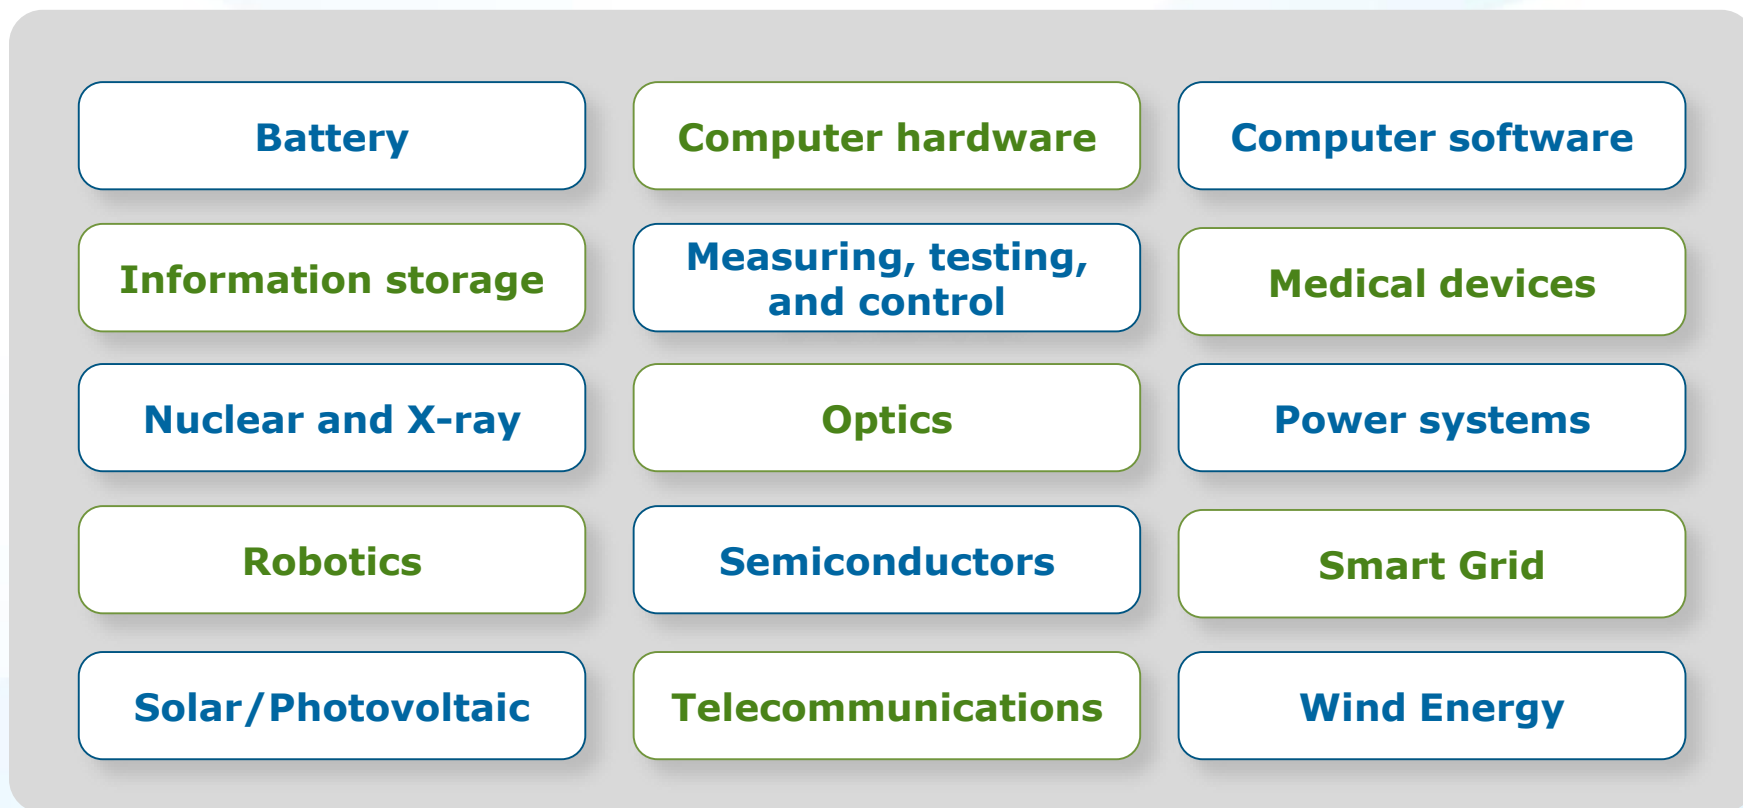 Battery
Computer hardware
Computer software
Information storage
Measuring, testing,
and control
Medical devices
Nuclear and X-ray
Optics
Power systems
Robotics
Semiconductors
Smart Grid
Solar/Photovoltaic
Telecommunications
Wind Energy